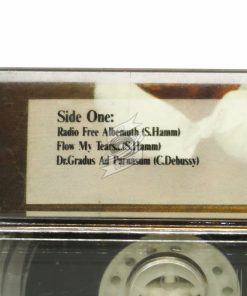 Side One:
Radio Free Albemuth (S.Hamm)
Flow My Tears...(S.Hamm)
Dr.Gradus Ad Parnasum (C.Debussy)